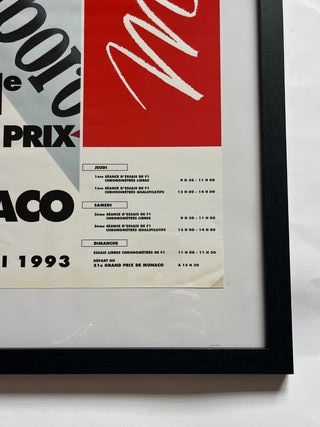 boro
de
PRIX
ACO
I 1993
JEUDI
1ère SÉANCE D'ESSAIS DE F1
CHRONOMÉTRÉS LIBRES 9 H 30 - 11 H 00
1ère SÉANCE D'ESSAIS DE F1
CHRONOMÉTRÉS QUALIFICATIFS 13 H 00 - 14 H 00
SAMEDI
2ème SÉANCE D'ESSAIS DE F1
CHRONOMÉTRÉS LIBRES 9 H 30 - 11 H 00
2ème SÉANCE D'ESSAIS DE F1
CHRONOMÉTRÉS QUALIFICATIFS 13 H 00 - 14 H 00
DIMANCHE
ESSAIS LIBRES CHRONOMÉTRÉS DE F1 11 H 00 - 11 H 30
DÉPART DU
51e GRAND PRIX DE MONACO À 15 H 30